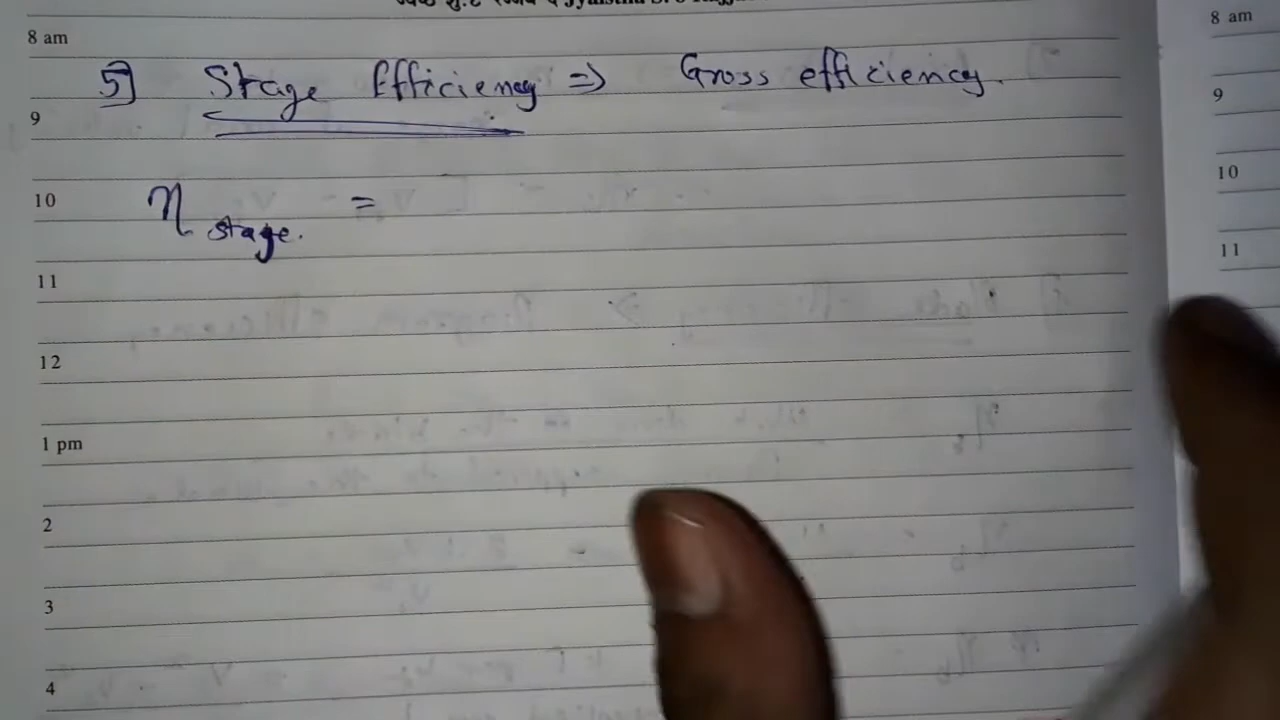 8 am
5] Stage Efficiency ⇒ Gross efficiency.
9
10
η stage. =
11
12
1 pm
2
3
4
8 am
9
10
11